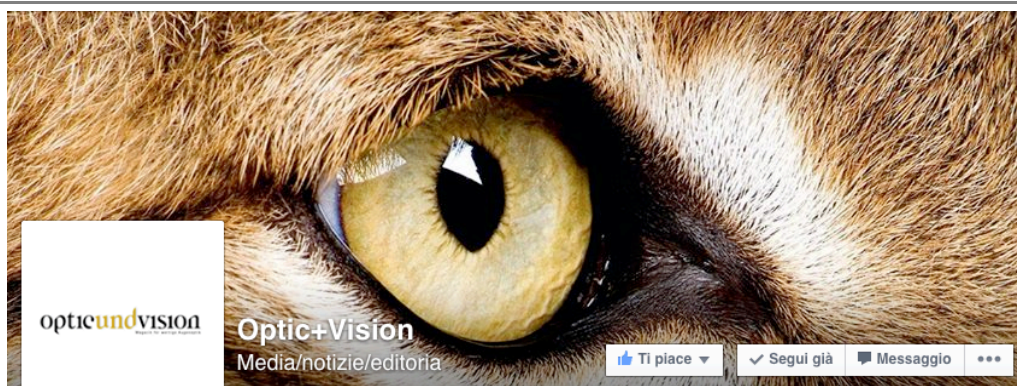 opticundvision
Optic+Vision
Media/notizie/editoria
Ti piace
Segui già
Messaggio